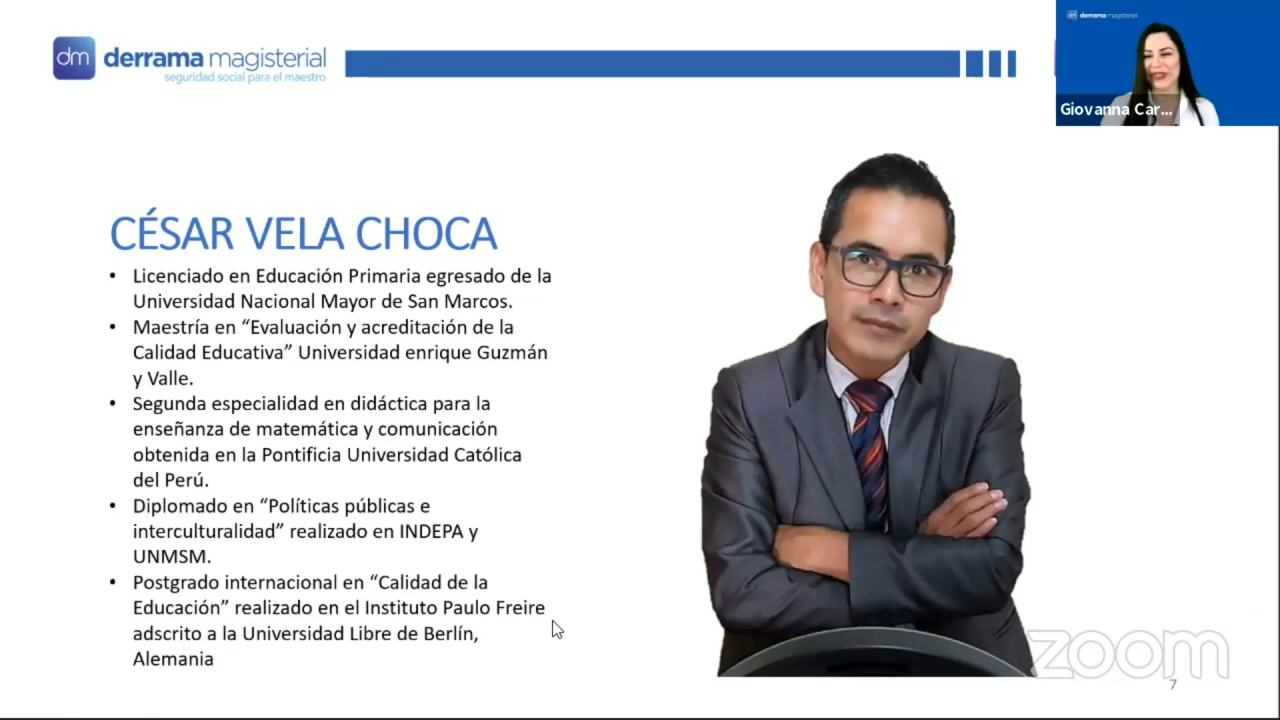 dm derrama magisterial
seguridad social para el maestro
derrama magisterial
Giovanna Car...
CÉSAR VELA CHOCA
• Licenciado en Educación Primaria egresado de la
Universidad Nacional Mayor de San Marcos.
• Maestría en “Evaluación y acreditación de la
Calidad Educativa” Universidad enrique Guzmán
y Valle.
• Segunda especialidad en didáctica para la
enseñanza de matemática y comunicación
obtenida en la Pontificia Universidad Católica
del Perú.
• Diplomado en “Políticas públicas e
interculturalidad” realizado en INDEPA y
UNMSM.
• Postgrado internacional en “Calidad de la
Educación” realizado en el Instituto Paulo Freire
adscrito a la Universidad Libre de Berlín,
Alemania
zoom
7